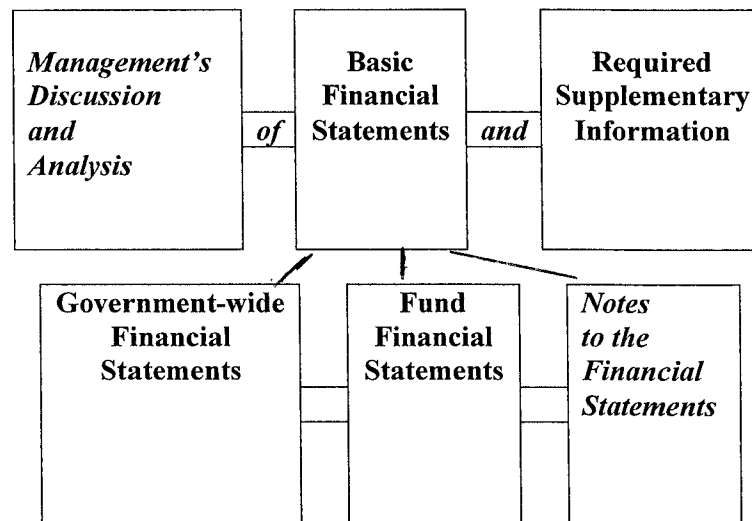 Management's
Discussion
and
Analysis
of
Basic
Financial
Statements
and
Required
Supplementary
Information
Government-wide
Financial
Statements
Fund
Financial
Statements
Notes
to the
Financial
Statements